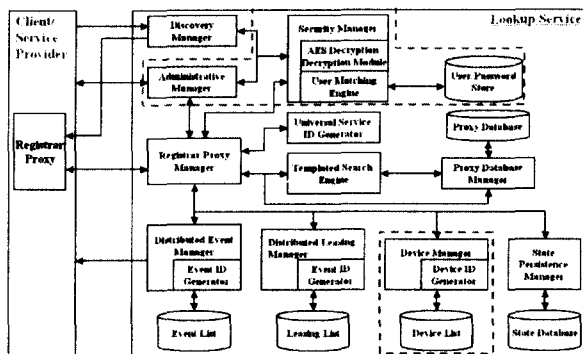 Client/
Service
Provider
Lookup Service
Discovery
Manager
Security Manager
AES Decryption
Decryption Module
User Matching
Engine
Administrative
Manager
User Password
Store
Registrar
Proxy
Registrar Proxy
Manager
Universal Service
ID Generator
Templated Search
Engine
Proxy Database
Proxy Database
Manager
Distributed Event
Manager
Event ID
Generator
Distributed Leasing
Manager
Event ID
Generator
Device Manager
Device ID
Generator
State
Persistence
Manager
Event List
Leasing List
Device List
State Database